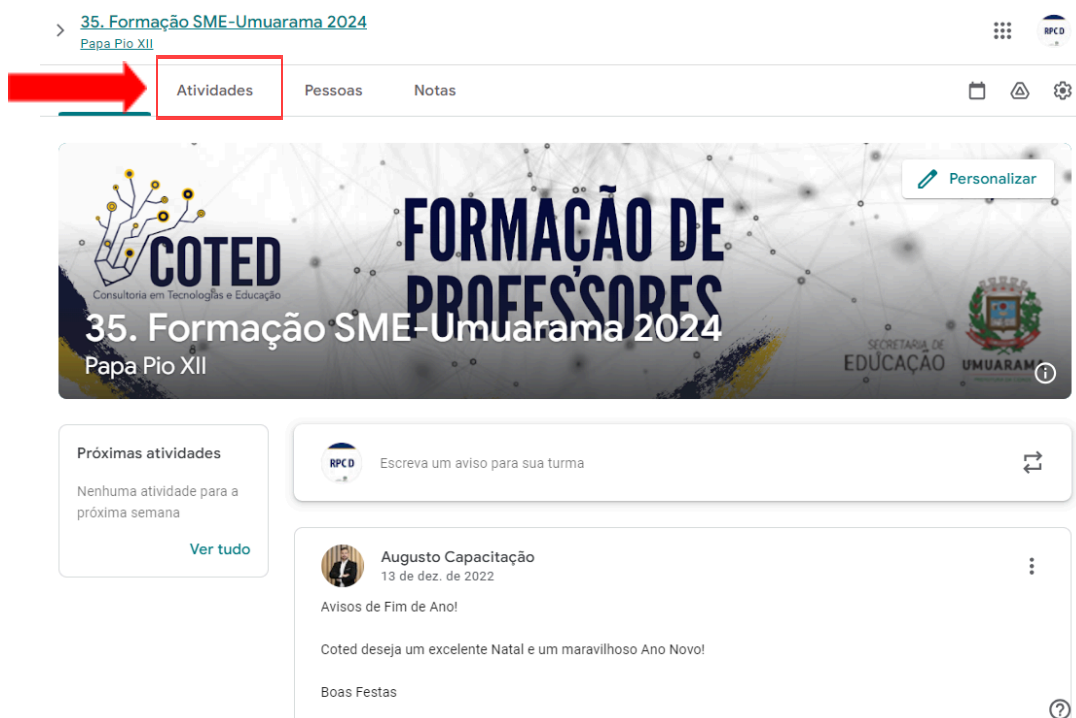 35. Formação SME-Umuarama 2024
Papa Pio XII
RPCD
Atividades
Pessoas
Notas
Personalizar
COTED
Consultoria em Tecnologias e Educação
FORMAÇÃO DE
PROFESSORES
35. Formação SME-Umuarama 2024
Papa Pio XII
SECRETARIA DE
EDUCAÇÃO
UMUARAMA
Próximas atividades
Nenhuma atividade para a
próxima semana
Ver tudo
RPCD
Escreva um aviso para sua turma
Augusto Capacitação
13 de dez. de 2022
Avisos de Fim de Ano!
Coted deseja um excelente Natal e um maravilhoso Ano Novo!
Boas Festas